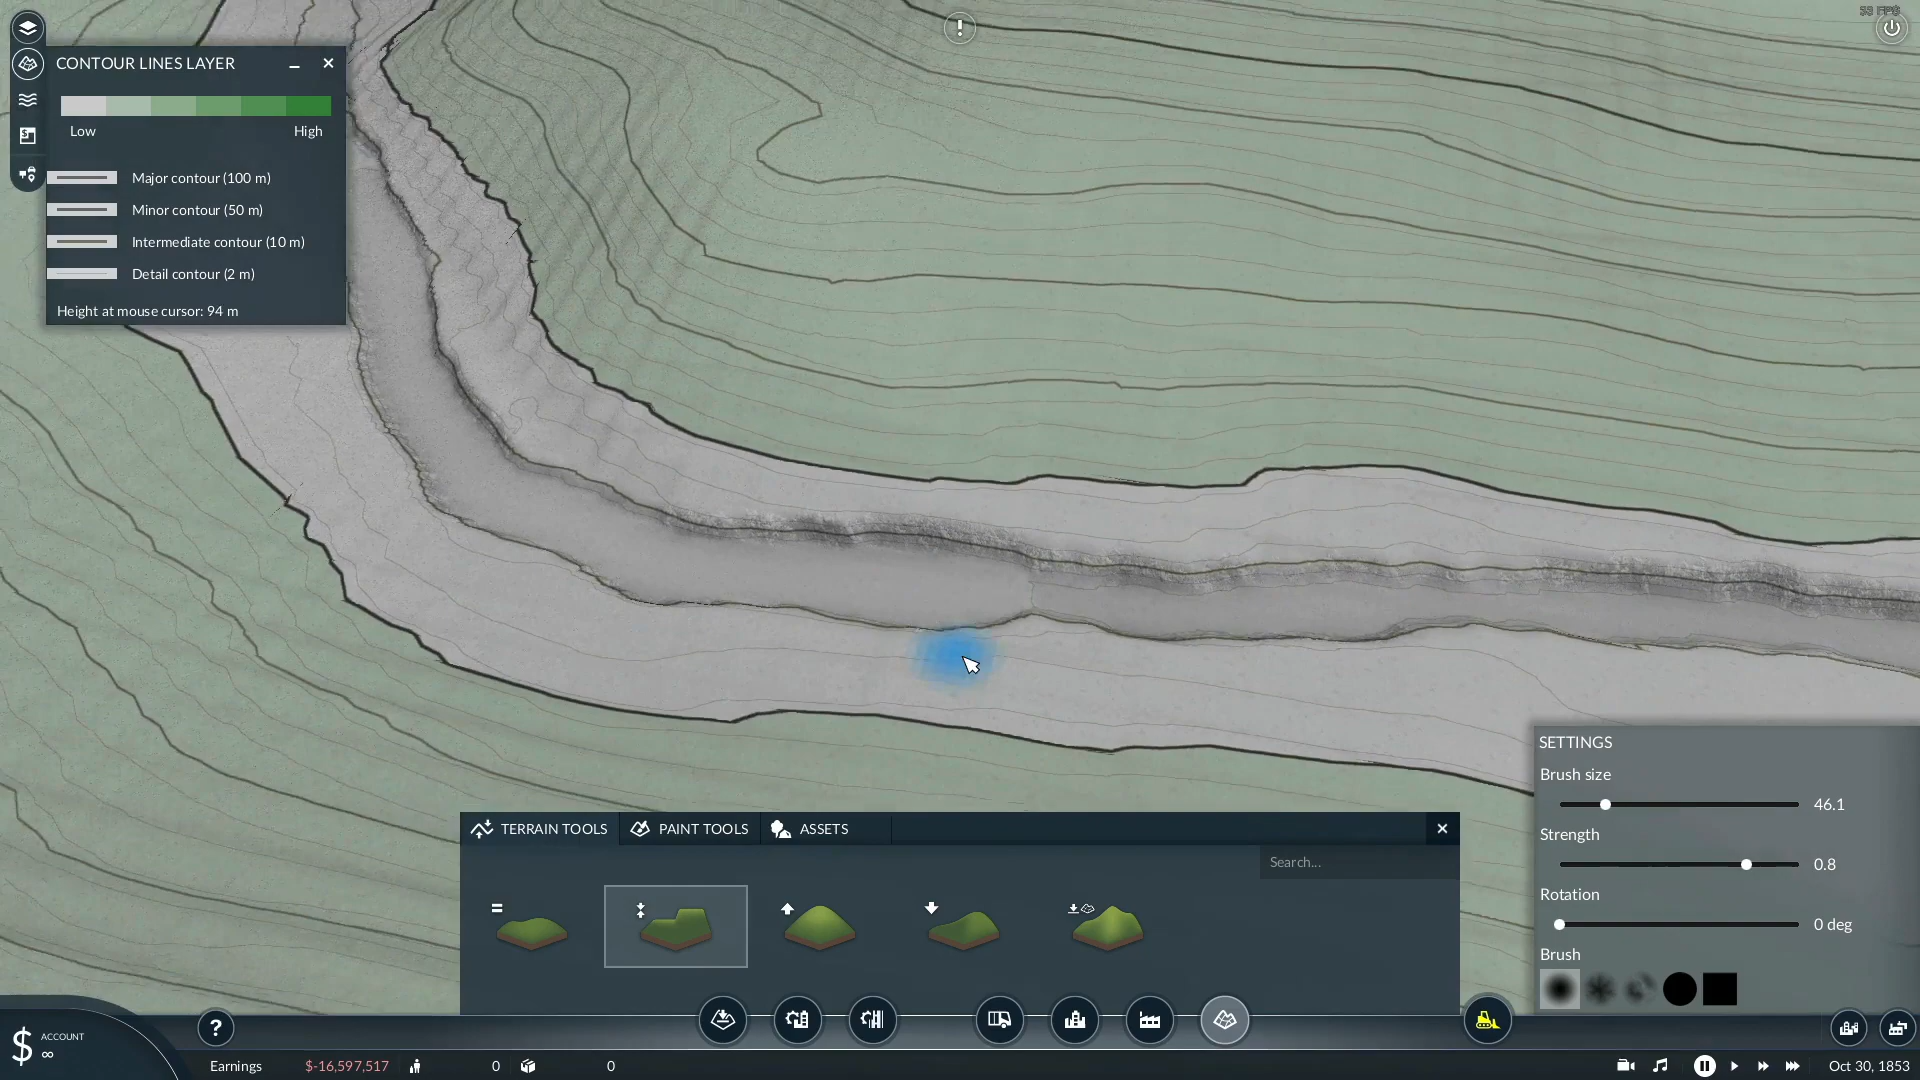 53 FPS
CONTOUR LINES LAYER
Low High
Major contour (100 m)
Minor contour (50 m)
Intermediate contour (10 m)
Detail contour (2 m)
Height at mouse cursor: 94 m
TERRAIN TOOLS PAINT TOOLS ASSETS
Search...
SETTINGS
Brush size
46.1
Strength
0.8
Rotation
0 deg
Brush
$ ACCOUNT
∞
?
Earnings $-16,597,517 0 0 Oct 30, 1853